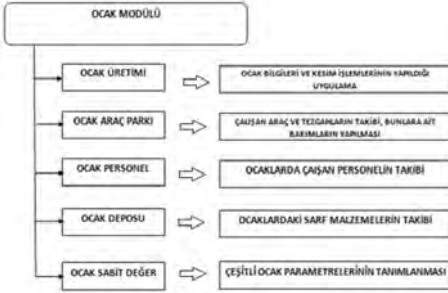 OCAK MODÜLÜ
OCAK ÜRETİMİ
OCAK BİLGİLERİ VE KESİM İŞLEMLERİNİN YAPILDIĞI
UYGULAMA
OCAK ARAÇ PARKI
ÇALIŞAN ARAÇ VE TEZGAHLARIN TAKİBİ, BUNLARA AİT
BAKIMLARIN YAPILMASI
OCAK PERSONEL
OCAKLARDA ÇAIŞAN PERSONELİN TAKİBİ
OCAK DEPOSU
OCAKLARDAKİ SARF MALZEMELERİN TAKİBİ
OCAK SABİT DEĞER
ÇEŞİTLİ OCAK PARAMETRELERİNİN TANIMLANMASI